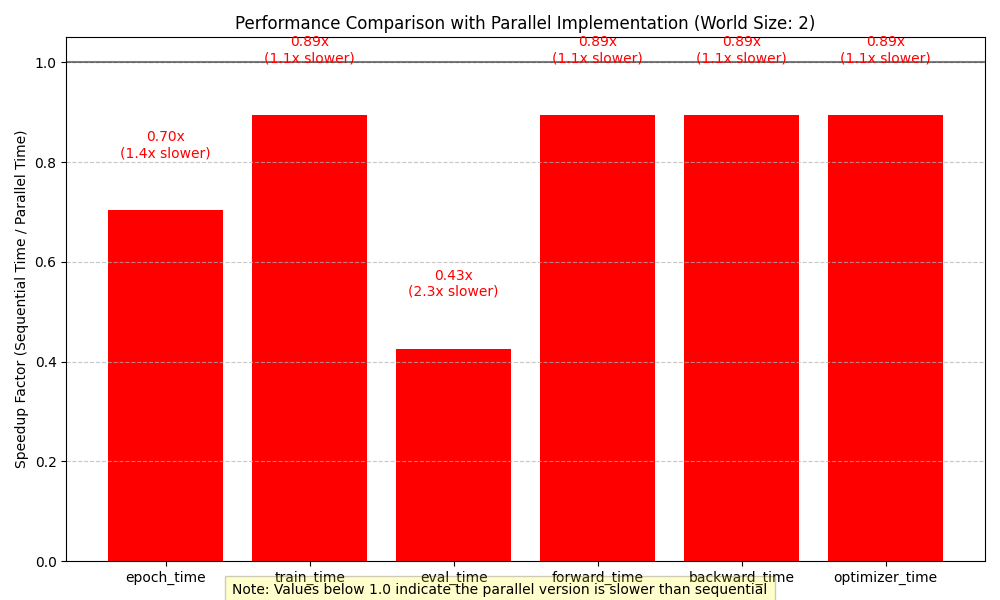 Performance Comparison with Parallel Implementation (World Size: 2)
Speedup Factor (Sequential Time / Parallel Time)
1.0
0.8
0.6
0.4
0.2
0.0
0.70x
(1.4x slower)
0.89x
(1.1x slower)
0.43x
(2.3x slower)
0.89x
(1.1x slower)
0.89x
(1.1x slower)
0.89x
(1.1x slower)
epoch_time
train_time
eval_time
forward_time
backward_time
optimizer_time
Note: Values below 1.0 indicate the parallel version is slower than sequential